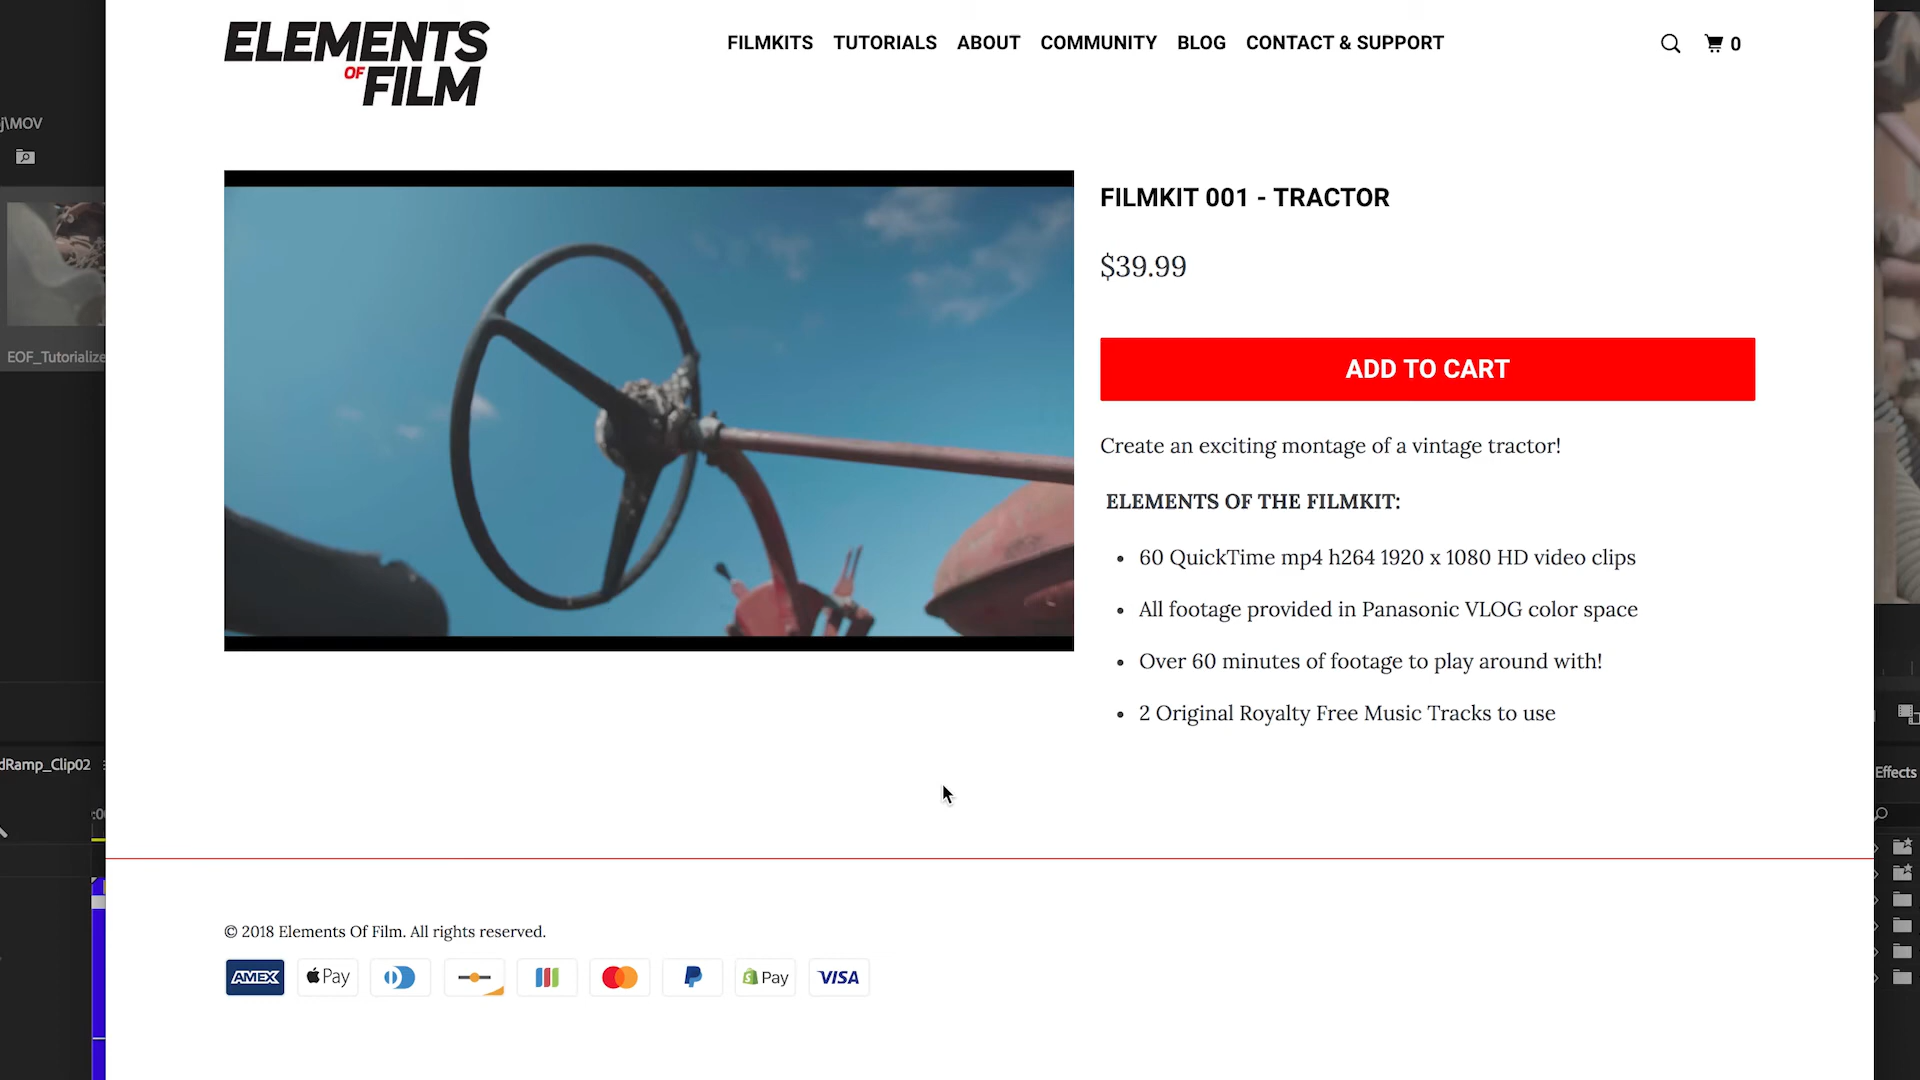 ELEMENTS
OF
FILM
FILMKITS TUTORIALS ABOUT COMMUNITY BLOG CONTACT & SUPPORT
0
j\MOV
EOF_Tutorialize
FILMKIT 001 - TRACTOR
$39.99
ADD TO CART
Create an exciting montage of a vintage tractor!
ELEMENTS OF THE FILMKIT:
• 60 QuickTime mp4 h264 1920 x 1080 HD video clips
• All footage provided in Panasonic VLOG color space
• Over 60 minutes of footage to play around with!
• 2 Original Royalty Free Music Tracks to use
dRamp_Clip02
Effects
© 2018 Elements Of Film. All rights reserved.
AMEX Pay Pay VISA